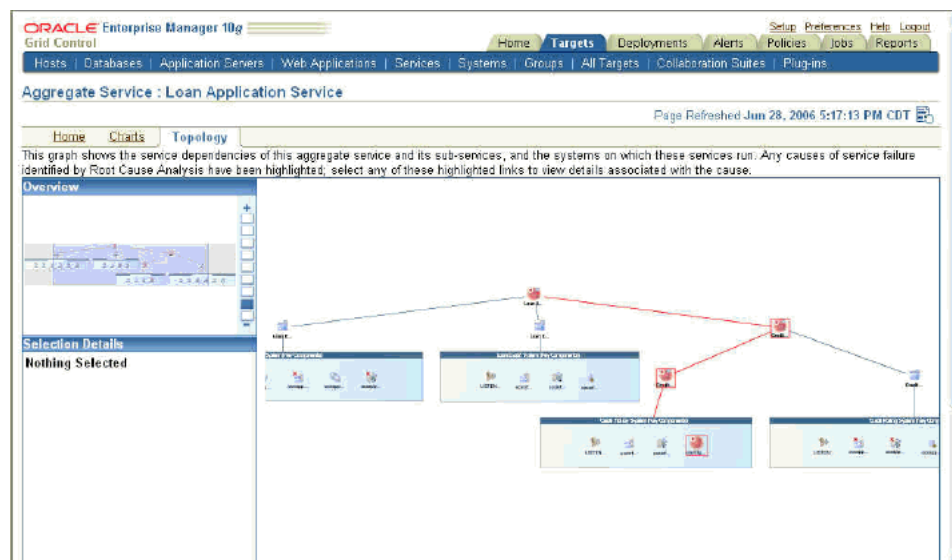 ORACLE Enterprise Manager 10g
Grid Control
Setup Preferences Help Logout
Home Targets Deployments Alerts Policies Jobs Reports
Hosts | Databases | Application Servers | Web Applications | Services | Systems | Groups | All Targets | Collaboration Suites | Plug-ins
Aggregate Service : Loan Application Service
Page Refreshed Jun 28, 2006 5:17:13 PM CDT
Home Charts Topology
This graph shows the service dependencies of this aggregate service and its sub-services, and the systems on which these services run. Any causes of service failure
identified by Root Cause Analysis have been highlighted; select any of these highlighted links to view details associated with the cause.
Overview
Selection Details
Nothing Selected